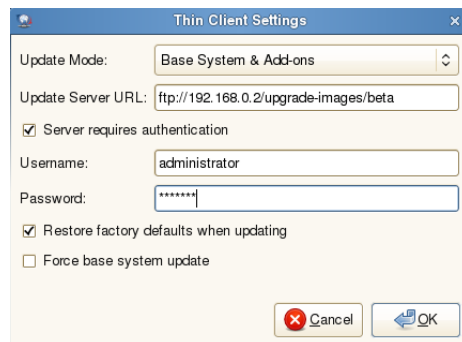 Thin Client Settings
Update Mode: Base System & Add-ons
Update Server URL: ftp://192.168.0.2/upgrade-images/beta
Server requires authentication
Username: administrator
Password: *******
Restore factory defaults when updating
Force base system update
Cancel OK